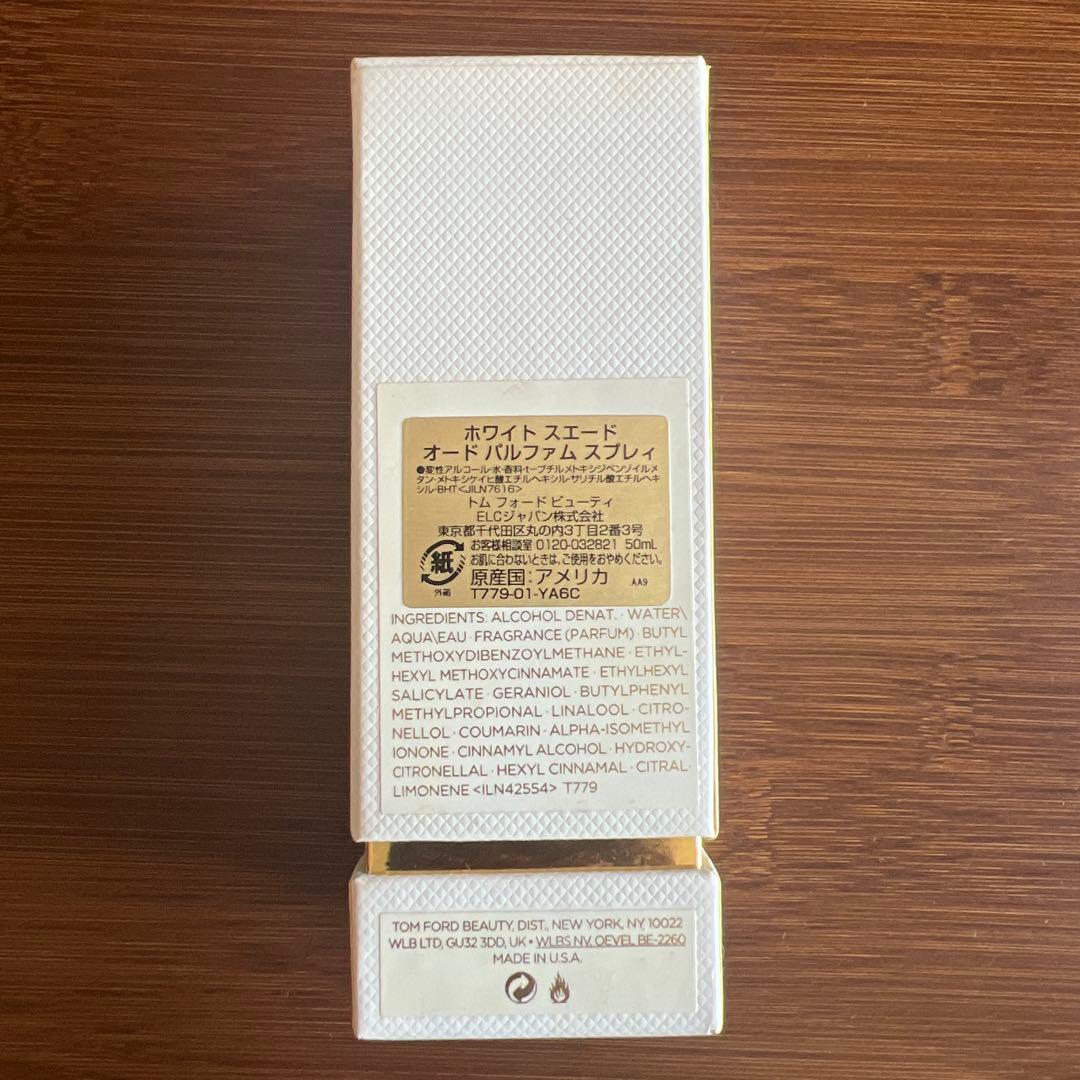 ホワイト スエード
オード パルファム スプレィ
●変性アルコール・水・香料・t-ブチルメトキシジベンゾイルメ
タン・メトキシケイヒ酸エチルヘキシル・サリチル酸エチルヘキ
シル・BHT<JILN7616>
トム フォード ビューティ
ELCジャパン株式会社
東京都千代田区丸の内3丁目2番3号
お客様相談室 0120-032821 50mL
紙 お肌に合わないときは、ご使用をおやめください。
外箱 原産国:アメリカ AA9
T779-01-YA6C
INGREDIENTS: ALCOHOL DENAT. · WATER\
AQUA\EAU · FRAGRANCE (PARFUM) · BUTYL
METHOXYDIBENZOYLMETHANE · ETHYL-
HEXYL METHOXYCINNAMATE · ETHYLHEXYL
SALICYLATE · GERANIOL · BUTYLPHENYL
METHYLPROPIONAL · LINALOOL · CITRO-
NELLOL · COUMARIN · ALPHA-ISOMETHYL
IONONE · CINNAMYL ALCOHOL · HYDROXY-
CITRONELLAL · HEXYL CINNAMAL · CITRAL·
LIMONENE <ILN42554> T779
TOM FORD BEAUTY, DIST., NEW YORK, NY, 10022
WLB LTD, GU32 3DD, UK • WLBS NV. OEVEL BE-2260
MADE IN U.S.A.